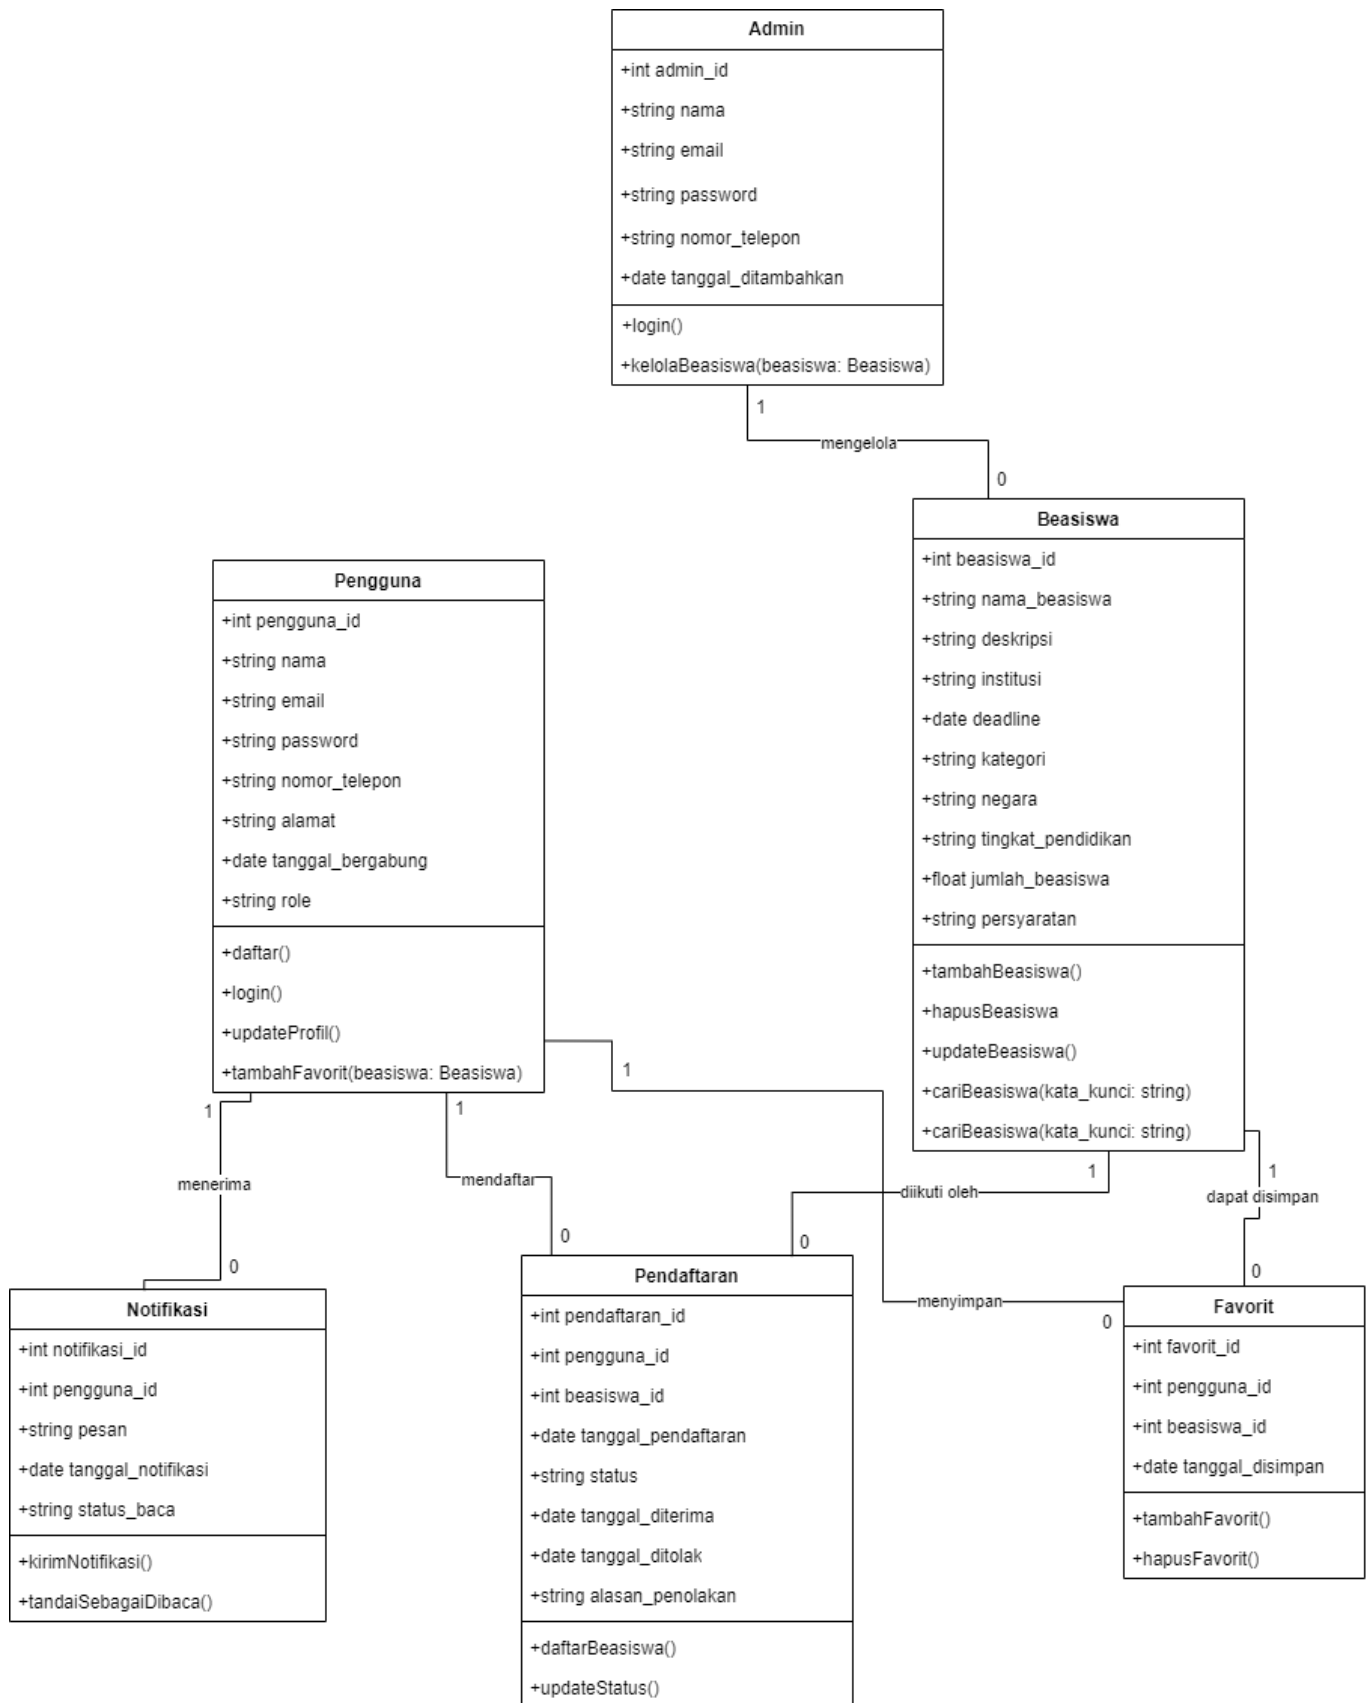 Admin
+int admin_id
+string nama
+string email
+string password
+string nomor_telepon
+date tanggal_ditambahkan
+login()
+kelolaBeasiswa(beasiswa: Beasiswa)
1
mengelola
0
Beasiswa
+int beasiswa_id
+string nama_beasiswa
+string deskripsi
+string institusi
+date deadline
+string kategori
+string negara
+string tingkat_pendidikan
+float jumlah_beasiswa
+string persyaratan
+tambahBeasiswa()
+hapusBeasiswa
+updateBeasiswa()
+cariBeasiswa(kata_kunci: string)
+cariBeasiswa(kata_kunci: string)
Pengguna
+int pengguna_id
+string nama
+string email
+string password
+string nomor_telepon
+string alamat
+date tanggal_bergabung
+string role
+daftar()
+login()
+updateProfil()
+tambahFavorit(beasiswa: Beasiswa)
1
menerima
0
1
mendaftar
0
1
menyimpan
0
1
diikuti oleh
0
1
dapat disimpan
0
Notifikasi
+int notifikasi_id
+int pengguna_id
+string pesan
+date tanggal_notifikasi
+string status_baca
+kirimNotifikasi()
+tandaiSebagaiDibaca()
Pendaftaran
+int pendaftaran_id
+int pengguna_id
+int beasiswa_id
+date tanggal_pendaftaran
+string status
+date tanggal_diterima
+date tanggal_ditolak
+string alasan_penolakan
+daftarBeasiswa()
+updateStatus()
Favorit
+int favorit_id
+int pengguna_id
+int beasiswa_id
+date tanggal_disimpan
+tambahFavorit()
+hapusFavorit()